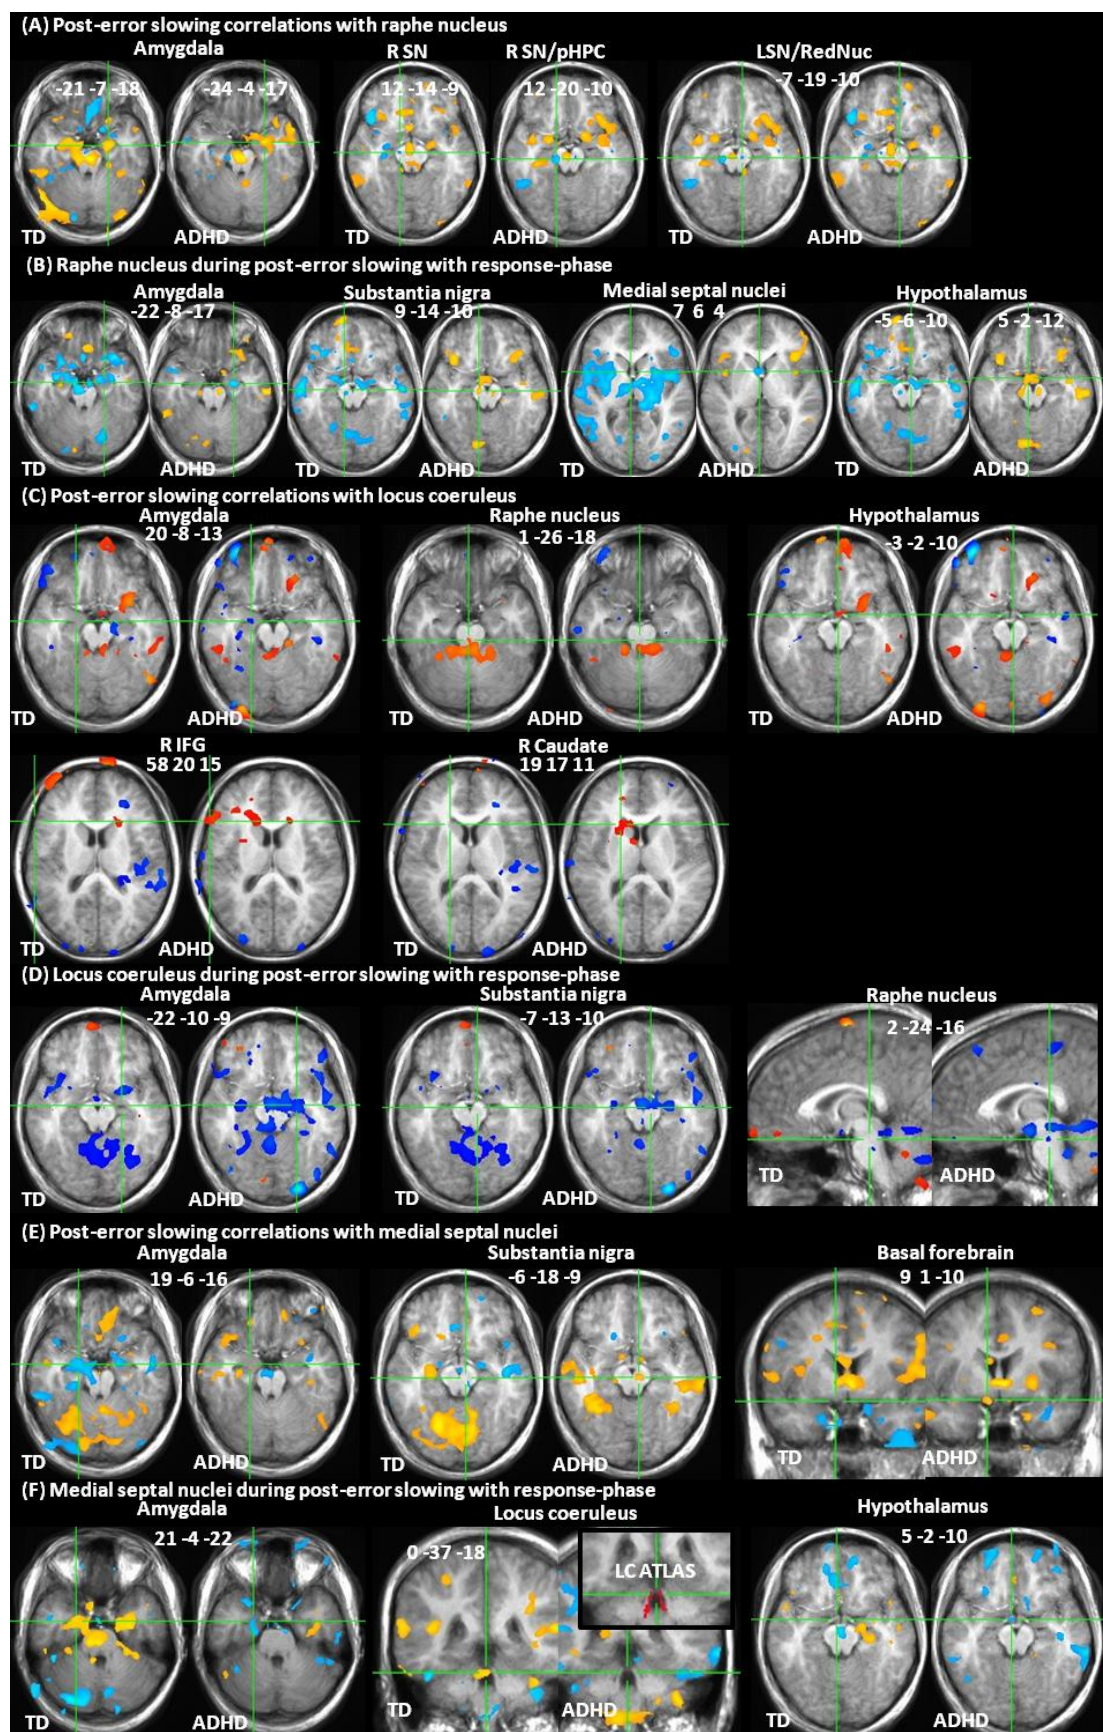 (A) Post-error slowing correlations with raphe nucleus
Amygdala
R SN
R SN/pHPC
LSN/RedNuc
-21 -7 -18
-24 -4 -17
12 -14 -9
12 -20 -10
-7 -19 -10
TD
ADHD
TD
ADHD
TD
ADHD
(B) Raphe nucleus during post-error slowing with response-phase
Amygdala
Substantia nigra
Medial septal nuclei
Hypothalamus
-22 -8 -17
9 -14 -10
7 6 4
-5 -6 -10
5 -2 -12
TD
ADHD
TD
ADHD
TD
ADHD
TD
ADHD
(C) Post-error slowing correlations with locus coeruleus
Amygdala
Raphe nucleus
Hypothalamus
20 -8 -13
1 -26 -18
-3 -2 -10
TD
ADHD
TD
ADHD
TD
ADHD
R IFG
R Caudate
58 20 15
19 17 11
TD
ADHD
TD
ADHD
(D) Locus coeruleus during post-error slowing with response-phase
Amygdala
Substantia nigra
Raphe nucleus
-22 -10 -9
-7 -13 -10
2 -24 -16
TD
ADHD
TD
ADHD
TD
ADHD
(E) Post-error slowing correlations with medial septal nuclei
Amygdala
Substantia nigra
Basal forebrain
19 -6 -16
-6 -18 -9
9 1 -10
TD
ADHD
TD
ADHD
TD
ADHD
(F) Medial septal nuclei during post-error slowing with response-phase
Amygdala
Locus coeruleus
Hypothalamus
21 -4 -22
0 -37 -18
LC ATLAS
5 -2 -10
TD
ADHD
TD
ADHD
TD
ADHD